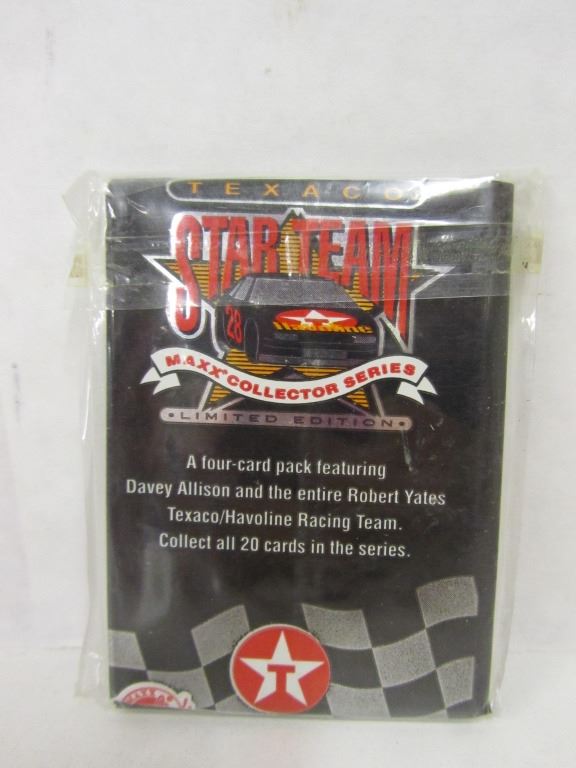 TEXACO
STAR TEAM
28
T
Havoline
MAXX® COLLECTOR SERIES
• LIMITED EDITION •
A four-card pack featuring
Davey Allison and the entire Robert Yates
Texaco/Havoline Racing Team.
Collect all 20 cards in the series.
T